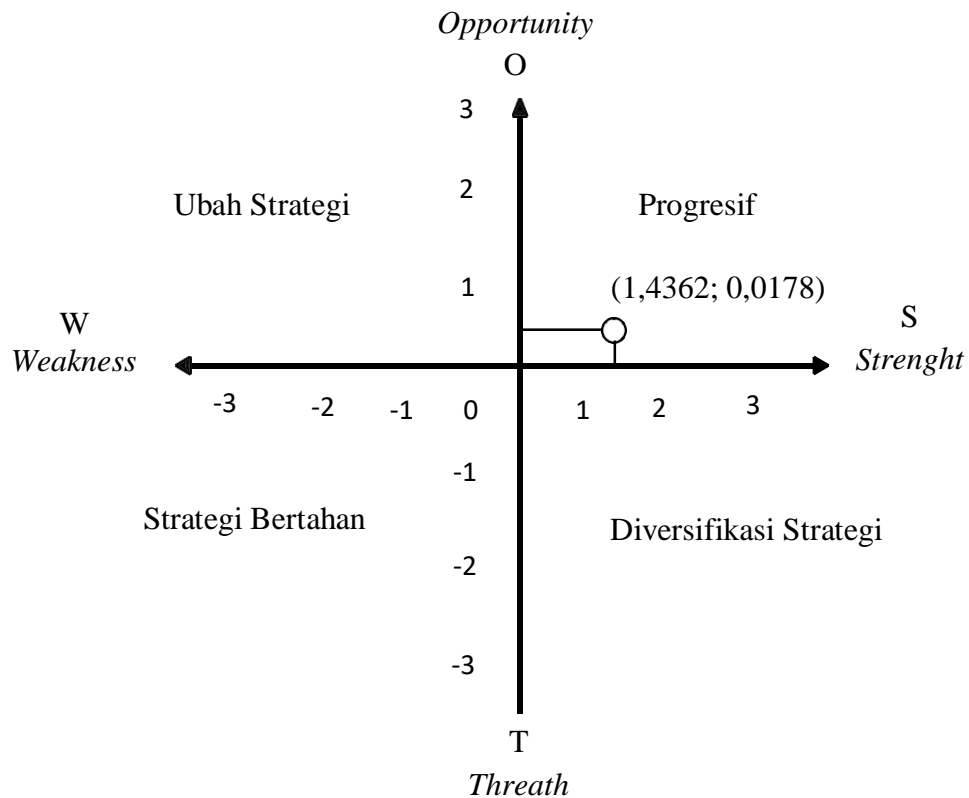 Opportunity
O
3
2
Ubah Strategi
Progresif
1
(1,4362; 0,0178)
W
Weakness
S
Strenght
-3 -2 -1 0 1 2 3
-1
Strategi Bertahan
Diversifikasi Strategi
-2
-3
T
Threath